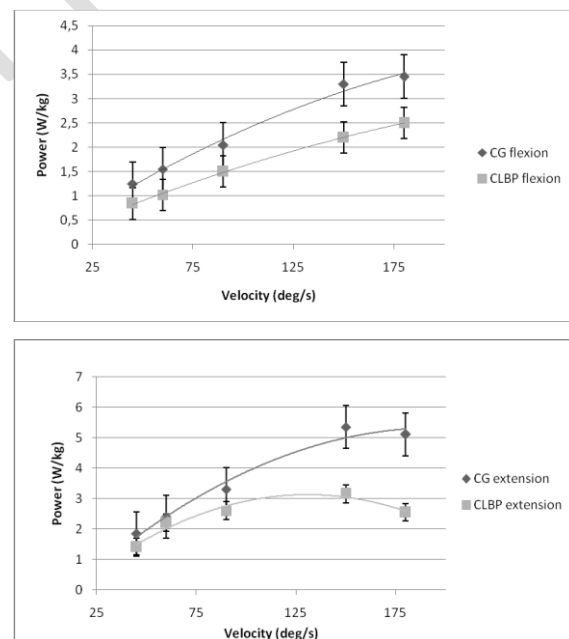 4,5
4
3,5
3
2,5
2
1,5
1
0,5
0
Power (W/kg)
25 75 125 175
Velocity (deg/s)
CG flexion
CLBP flexion
7
6
5
4
3
2
1
0
Power (W/kg)
25 75 125 175
Velocity (deg/s)
CG extension
CLBP extension